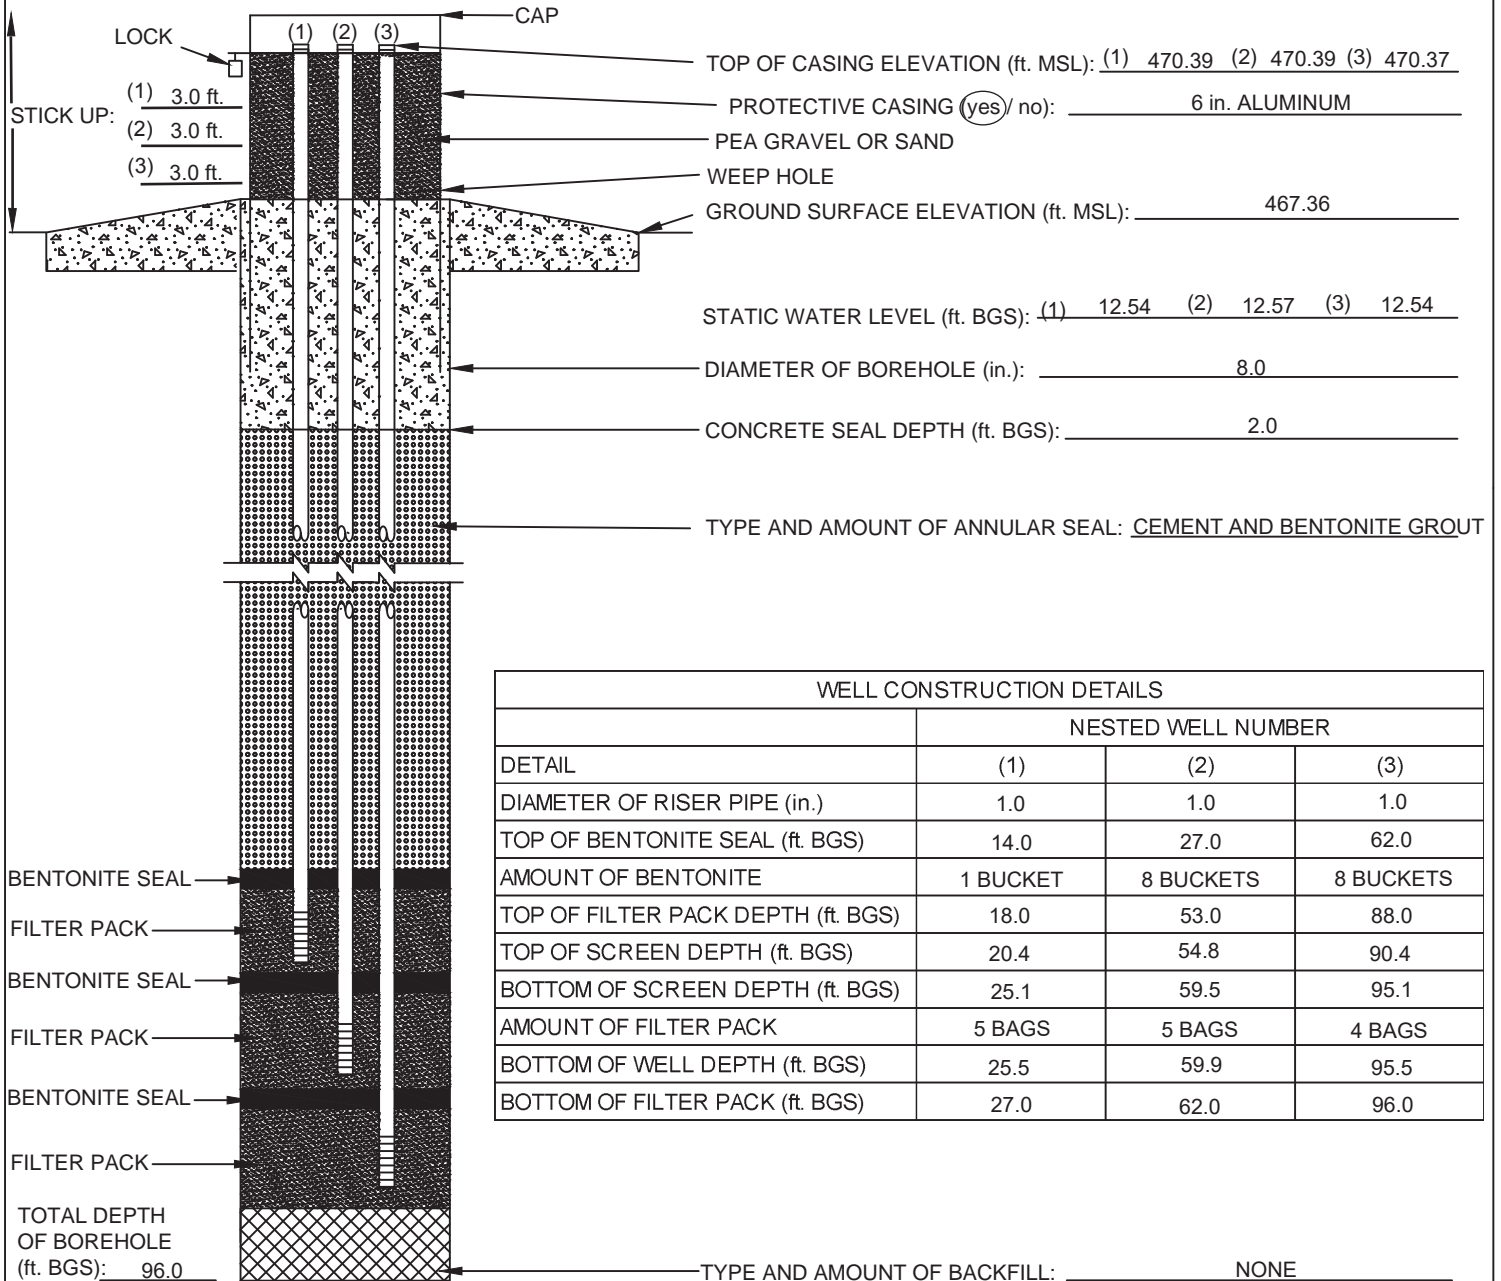 CAP
LOCK
(1) (2) (3)
TOP OF CASING ELEVATION (ft. MSL): (1) 470.39 (2) 470.39 (3) 470.37
STICK UP:
(1) 3.0 ft.
(2) 3.0 ft.
(3) 3.0 ft.
PROTECTIVE CASING (yes / no): 6 in. ALUMINUM
PEA GRAVEL OR SAND
WEEP HOLE
GROUND SURFACE ELEVATION (ft. MSL): 467.36
STATIC WATER LEVEL (ft. BGS): (1) 12.54 (2) 12.57 (3) 12.54
DIAMETER OF BOREHOLE (in.): 8.0
CONCRETE SEAL DEPTH (ft. BGS): 2.0
TYPE AND AMOUNT OF ANNULAR SEAL: CEMENT AND BENTONITE GROUT
WELL CONSTRUCTION DETAILS
NESTED WELL NUMBER
DETAIL (1) (2) (3)
DIAMETER OF RISER PIPE (in.) 1.0 1.0 1.0
TOP OF BENTONITE SEAL (ft. BGS) 14.0 27.0 62.0
AMOUNT OF BENTONITE 1 BUCKET 8 BUCKETS 8 BUCKETS
TOP OF FILTER PACK DEPTH (ft. BGS) 18.0 53.0 88.0
TOP OF SCREEN DEPTH (ft. BGS) 20.4 54.8 90.4
BOTTOM OF SCREEN DEPTH (ft. BGS) 25.1 59.5 95.1
AMOUNT OF FILTER PACK 5 BAGS 5 BAGS 4 BAGS
BOTTOM OF WELL DEPTH (ft. BGS) 25.5 59.9 95.5
BOTTOM OF FILTER PACK (ft. BGS) 27.0 62.0 96.0
BENTONITE SEAL
FILTER PACK
BENTONITE SEAL
FILTER PACK
BENTONITE SEAL
FILTER PACK
TOTAL DEPTH
OF BOREHOLE
(ft. BGS): 96.0
TYPE AND AMOUNT OF BACKFILL: NONE